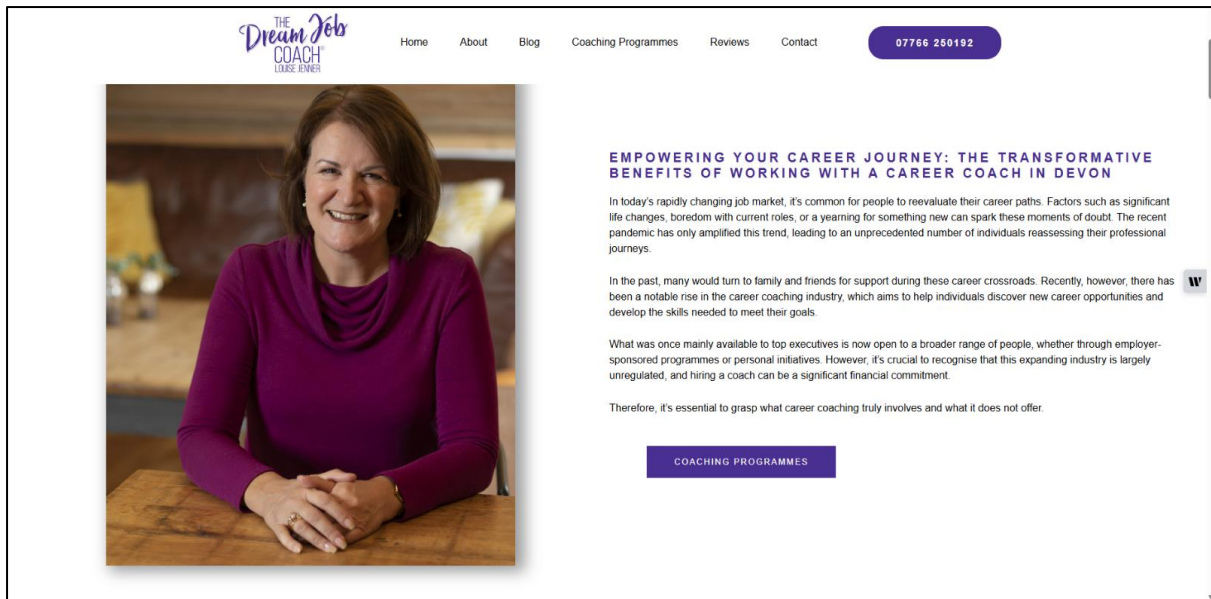 THE
Dream Job
COACH®
LOUISE JENNER
Home About Blog Coaching Programmes Reviews Contact
07766 250192
EMPOWERING YOUR CAREER JOURNEY: THE TRANSFORMATIVE
BENEFITS OF WORKING WITH A CAREER COACH IN DEVON
In today's rapidly changing job market, it's common for people to reevaluate their career paths. Factors such as significant
life changes, boredom with current roles, or a yearning for something new can spark these moments of doubt. The recent
pandemic has only amplified this trend, leading to an unprecedented number of individuals reassessing their professional
journeys.
In the past, many would turn to family and friends for support during these career crossroads. Recently, however, there has
been a notable rise in the career coaching industry, which aims to help individuals discover new career opportunities and
develop the skills needed to meet their goals.
What was once mainly available to top executives is now open to a broader range of people, whether through employer-
sponsored programmes or personal initiatives. However, it's crucial to recognise that this expanding industry is largely
unregulated, and hiring a coach can be a significant financial commitment.
Therefore, it's essential to grasp what career coaching truly involves and what it does not offer.
COACHING PROGRAMMES
W